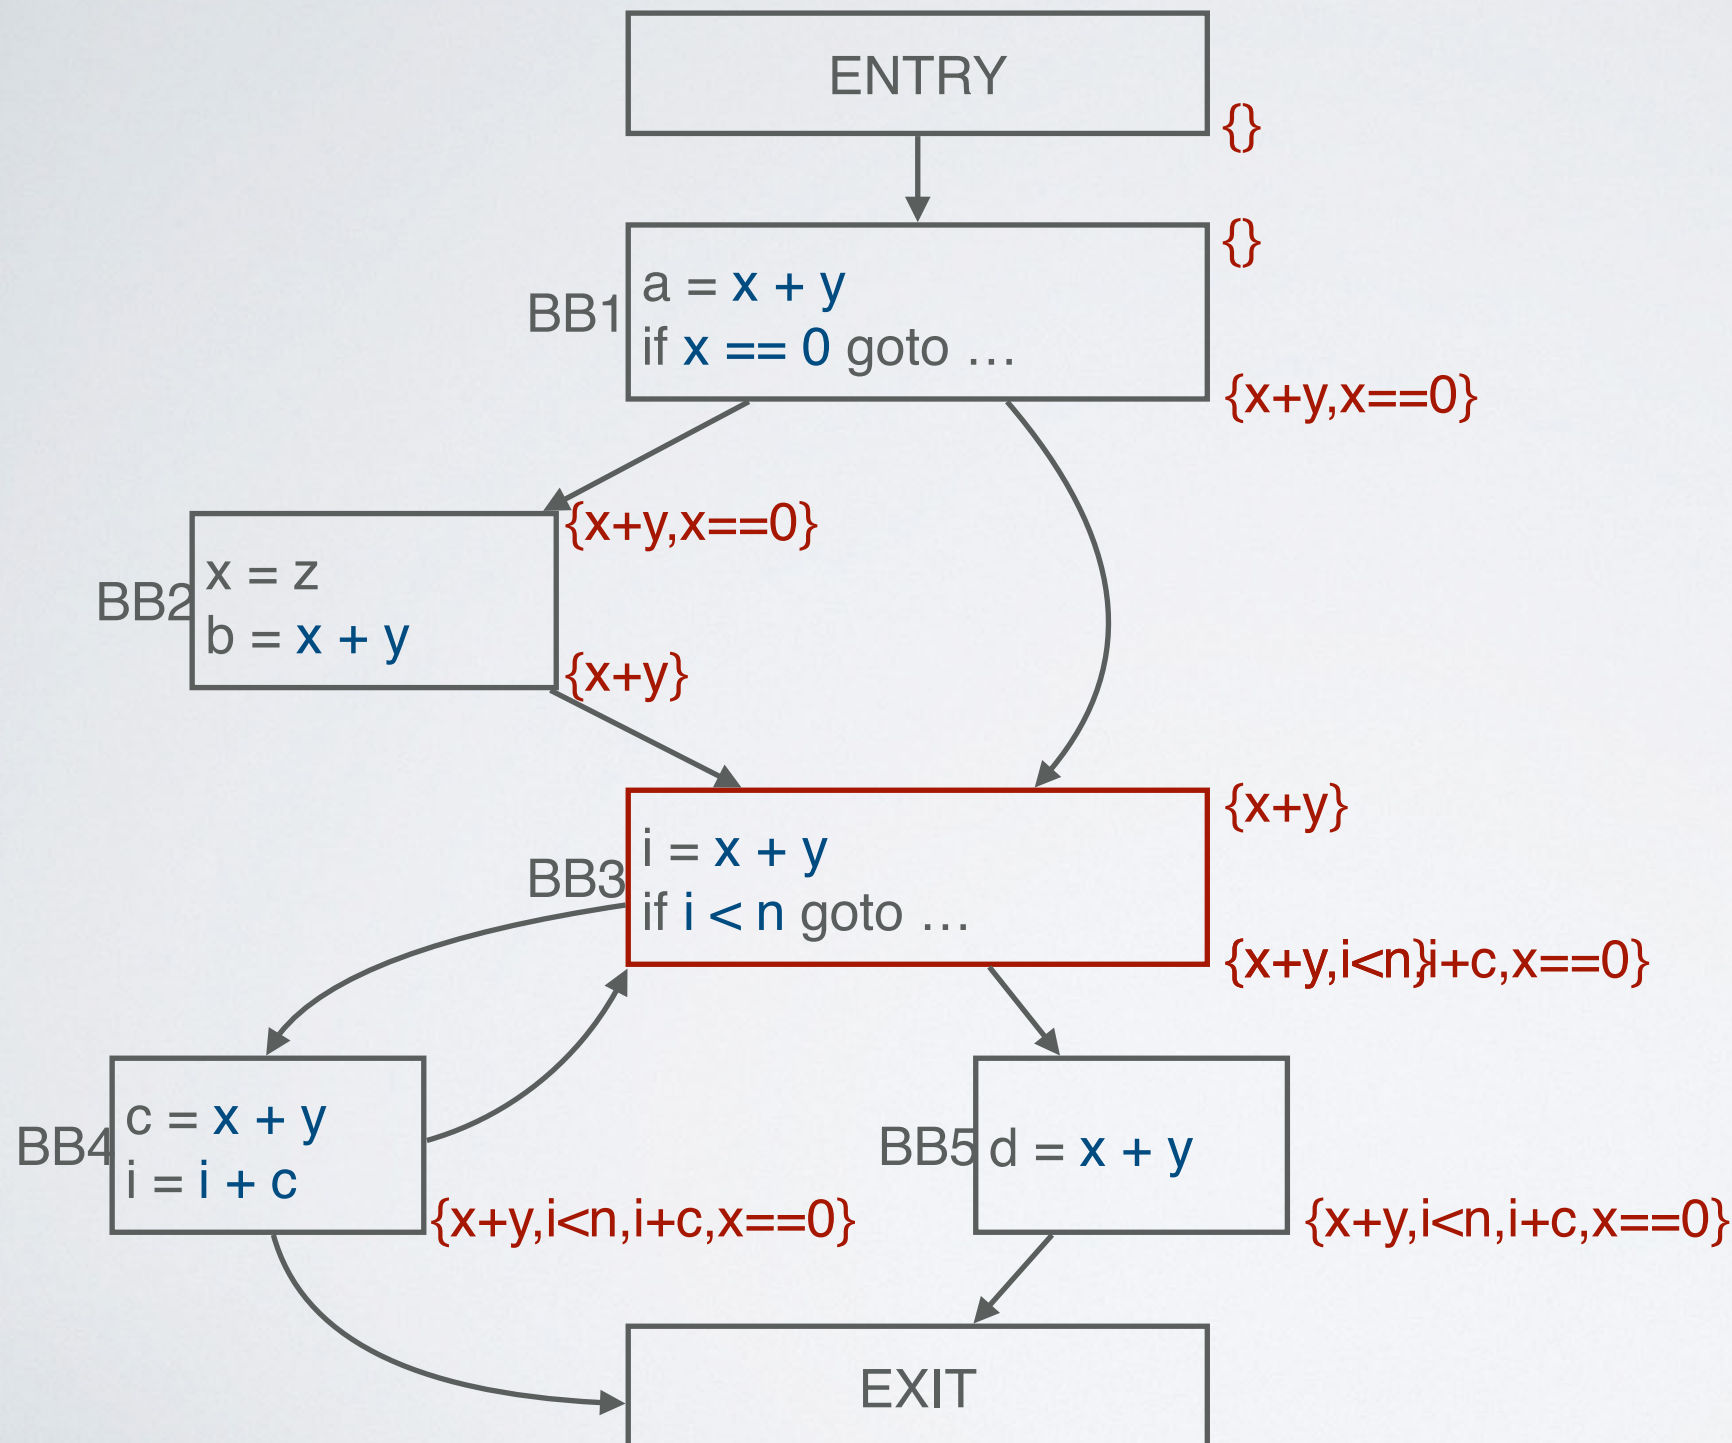 ENTRY
{}
{}
BB1
a = x + y
if x == 0 goto …
{x+y,x==0}
{x+y,x==0}
BB2
x = z
b = x + y
{x+y}
{x+y}
BB3
i = x + y
if i < n goto …
{x+y,i<n}i+c,x==0}
BB4
c = x + y
i = i + c
{x+y,i<n,i+c,x==0}
BB5
d = x + y
{x+y,i<n,i+c,x==0}
EXIT